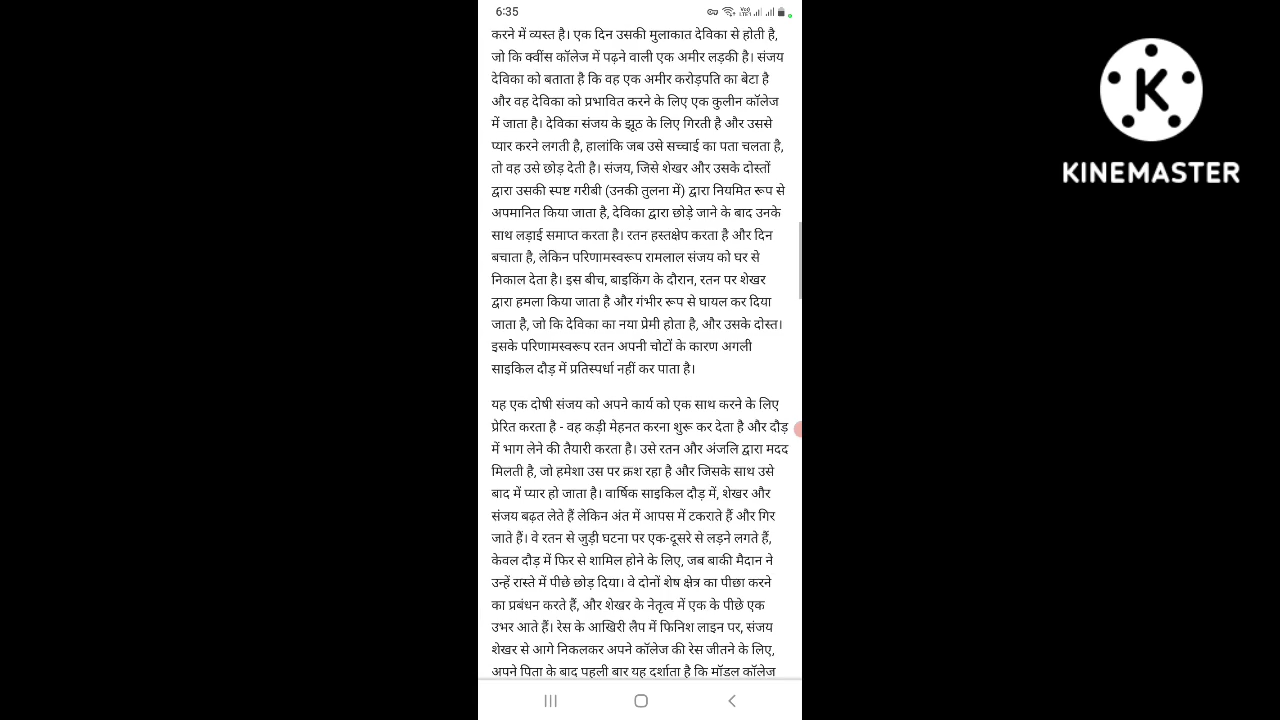 6:35
करने में व्यस्त है। एक दिन उसकी मुलाकात देविका से होती है,
जो कि क्वींस कॉलेज में पढ़ने वाली एक अमीर लड़की है। संजय
देविका को बताता है कि वह एक अमीर करोड़पति का बेटा है
और वह देविका को प्रभावित करने के लिए एक कुलीन कॉलेज
में जाता है। देविका संजय के झूठ के लिए गिरती है और उससे
प्यार करने लगती है, हालांकि जब उसे सच्चाई का पता चलता है,
तो वह उसे छोड़ देती है। संजय, जिसे शेखर और उसके दोस्तों
द्वारा उसकी स्पष्ट गरीबी (उनकी तुलना में) द्वारा नियमित रूप से
अपमानित किया जाता है, देविका द्वारा छोड़े जाने के बाद उनके
साथ लड़ाई समाप्त करता है। रतन हस्तक्षेप करता है और दिन
बचाता है, लेकिन परिणामस्वरूप रामलाल संजय को घर से
निकाल देता है। इस बीच, बाइकिंग के दौरान, रतन पर शेखर
द्वारा हमला किया जाता है और गंभीर रूप से घायल कर दिया
जाता है, जो कि देविका का नया प्रेमी होता है, और उसके दोस्त।
इसके परिणामस्वरूप रतन अपनी चोटों के कारण अगली
साइकिल दौड़ में प्रतिस्पर्धा नहीं कर पाता है।
यह एक दोषी संजय को अपने कार्य को एक साथ करने के लिए
प्रेरित करता है - वह कड़ी मेहनत करना शुरू कर देता है और दौड़
में भाग लेने की तैयारी करता है। उसे रतन और अंजलि द्वारा मदद
मिलती है, जो हमेशा उस पर क्रश रहा है और जिसके साथ उसे
बाद में प्यार हो जाता है। वार्षिक साइकिल दौड़ में, शेखर और
संजय बढ़त लेते हैं लेकिन अंत में आपस में टकराते हैं और गिर
जाते हैं। वे रतन से जुड़ी घटना पर एक-दूसरे से लड़ने लगते हैं,
केवल दौड़ में फिर से शामिल होने के लिए, जब बाकी मैदान ने
उन्हें रास्ते में पीछे छोड़ दिया। वे दोनों शेष क्षेत्र का पीछा करने
का प्रबंधन करते हैं, और शेखर के नेतृत्व में एक के पीछे एक
उभर आते हैं। रेस के आखिरी लैप में फिनिश लाइन पर, संजय
शेखर से आगे निकलकर अपने कॉलेज की रेस जीतने के लिए,
अपने पिता के बाद पहली बार यह दर्शाता है कि मॉडल कॉलेज
K
KINEMASTER